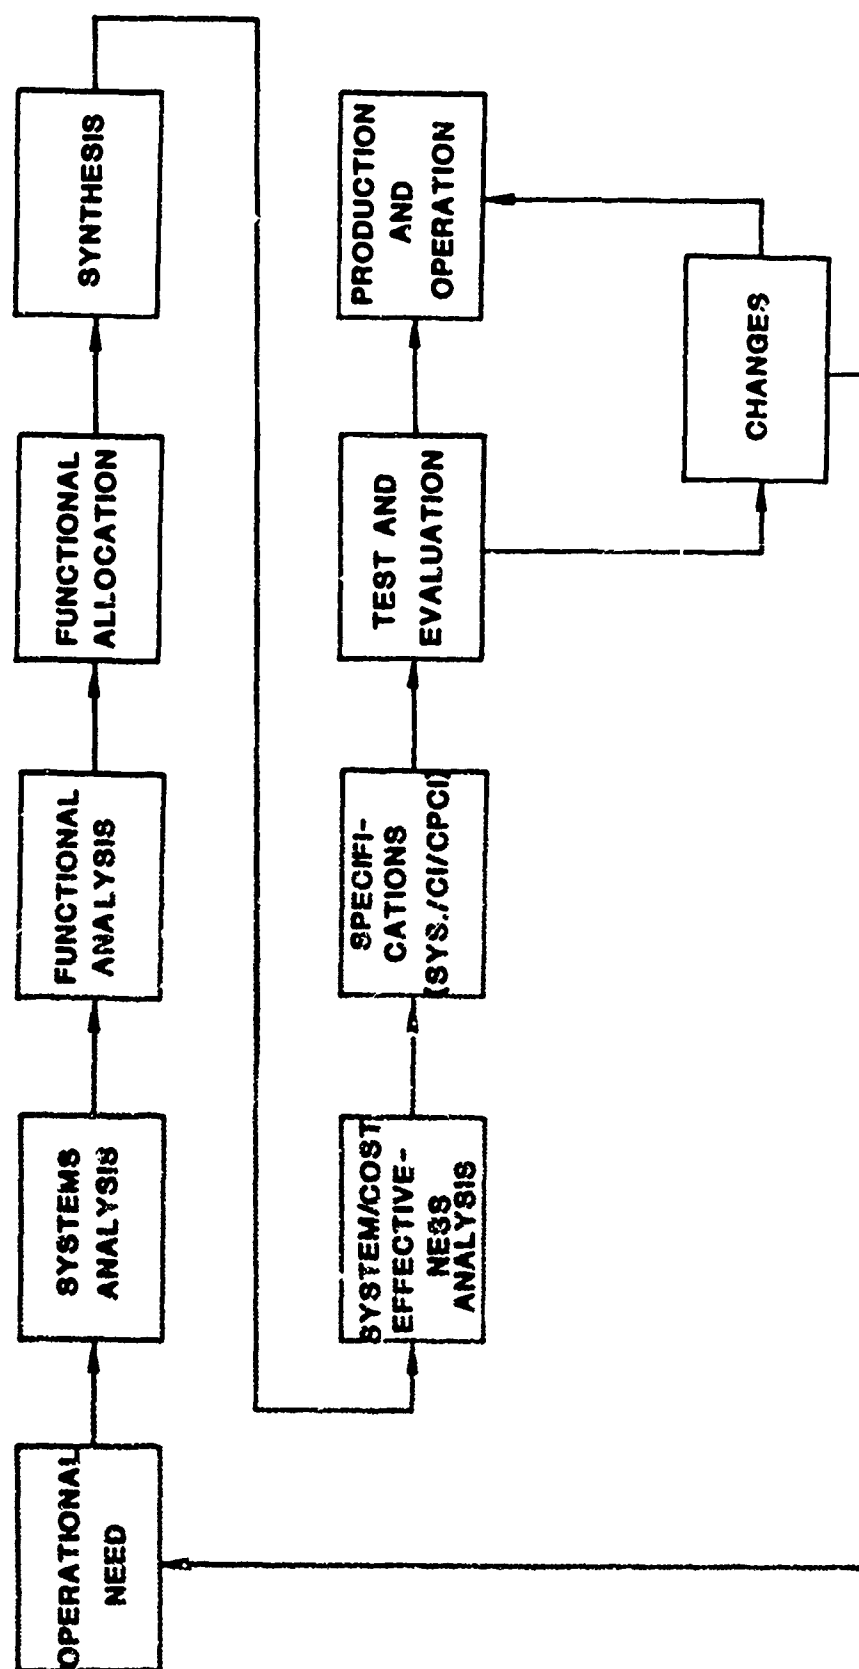 OPERATIONAL
NEED
SYSTEMS
ANALYSIS
FUNCTIONAL
ANALYSIS
FUNCTIONAL
ALLOCATION
SYNTHESIS
SYSTEM/COST
EFFECTIVE-
NESS
ANALYSIS
SPECIFI-
CATIONS
(SYS./CI/CPCI)
TEST AND
EVALUATION
PRODUCTION
AND
OPERATION
CHANGES